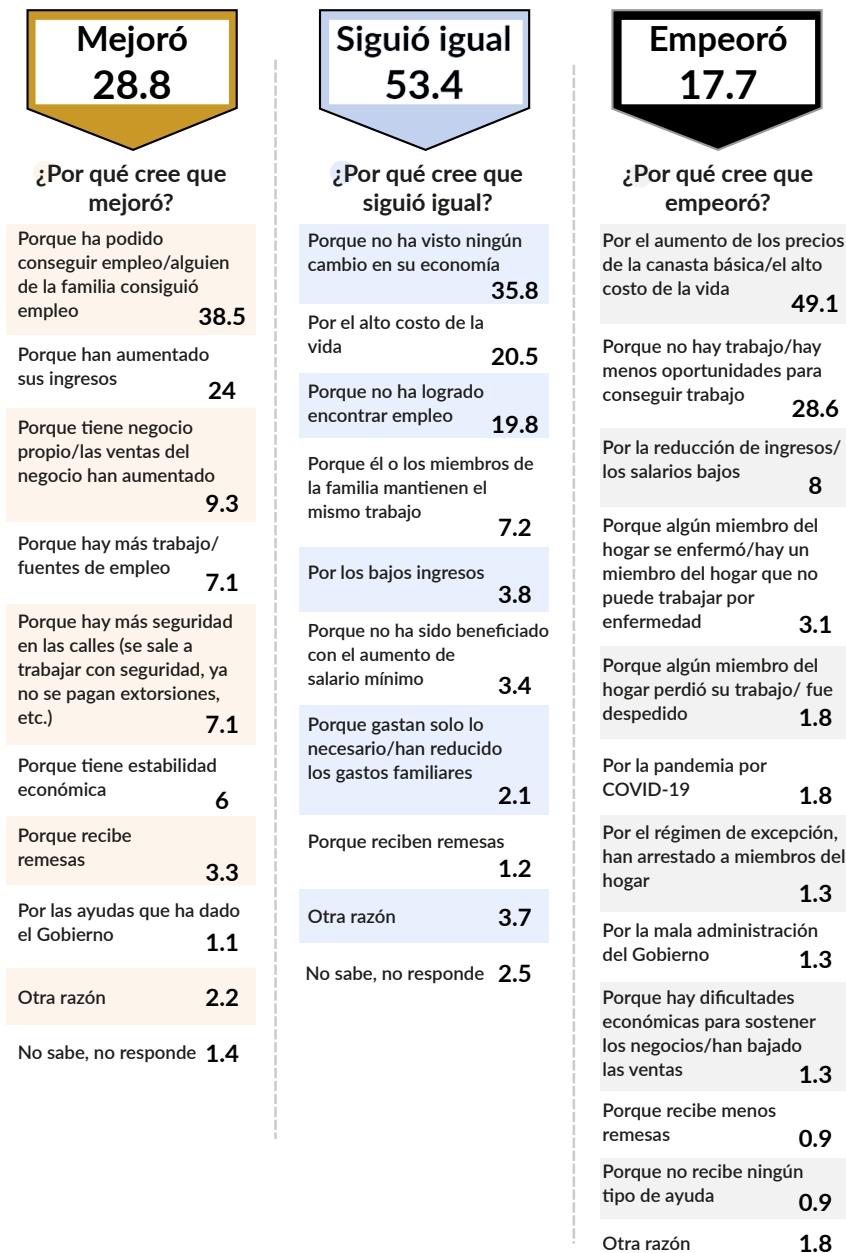 Mejoró
28.8
¿Por qué cree que
mejoró?
Porque ha podido
conseguir empleo/alguien
de la familia consiguió
empleo 38.5
Porque han aumentado
sus ingresos 24
Porque tiene negocio
propio/las ventas del
negocio han aumentado
9.3
Porque hay más trabajo/
fuentes de empleo 7.1
Porque hay más seguridad
en las calles (se sale a
trabajar con seguridad, ya
no se pagan extorsiones,
etc.) 7.1
Porque tiene estabilidad
económica 6
Porque recibe
remesas 3.3
Por las ayudas que ha dado
el Gobierno 1.1
Otra razón 2.2
No sabe, no responde 1.4
Siguió igual
53.4
¿Por qué cree que
siguió igual?
Porque no ha visto ningún
cambio en su economía
35.8
Por el alto costo de la
vida 20.5
Porque no ha logrado
encontrar empleo 19.8
Porque él o los miembros de
la familia mantienen el
mismo trabajo
7.2
Por los bajos ingresos
3.8
Porque no ha sido beneficiado
con el aumento de
salario mínimo 3.4
Porque gastan solo lo
necesario/han reducido
los gastos familiares
2.1
Porque reciben remesas
1.2
Otra razón 3.7
No sabe, no responde 2.5
Empeoró
17.7
¿Por qué cree que
empeoró?
Por el aumento de los precios
de la canasta básica/el alto
costo de la vida
49.1
Porque no hay trabajo/hay
menos oportunidades para
conseguir trabajo
28.6
Por la reducción de ingresos/
los salarios bajos
8
Porque algún miembro del
hogar se enfermó/hay un
miembro del hogar que no
puede trabajar por
enfermedad 3.1
Porque algún miembro del
hogar perdió su trabajo/ fue
despedido 1.8
Por la pandemia por
COVID-19 1.8
Por el régimen de excepción,
han arrestado a miembros del
hogar 1.3
Por la mala administración
del Gobierno 1.3
Porque hay dificultades
económicas para sostener
los negocios/han bajado
las ventas 1.3
Porque recibe menos
remesas 0.9
Porque no recibe ningún
tipo de ayuda 0.9
Otra razón 1.8